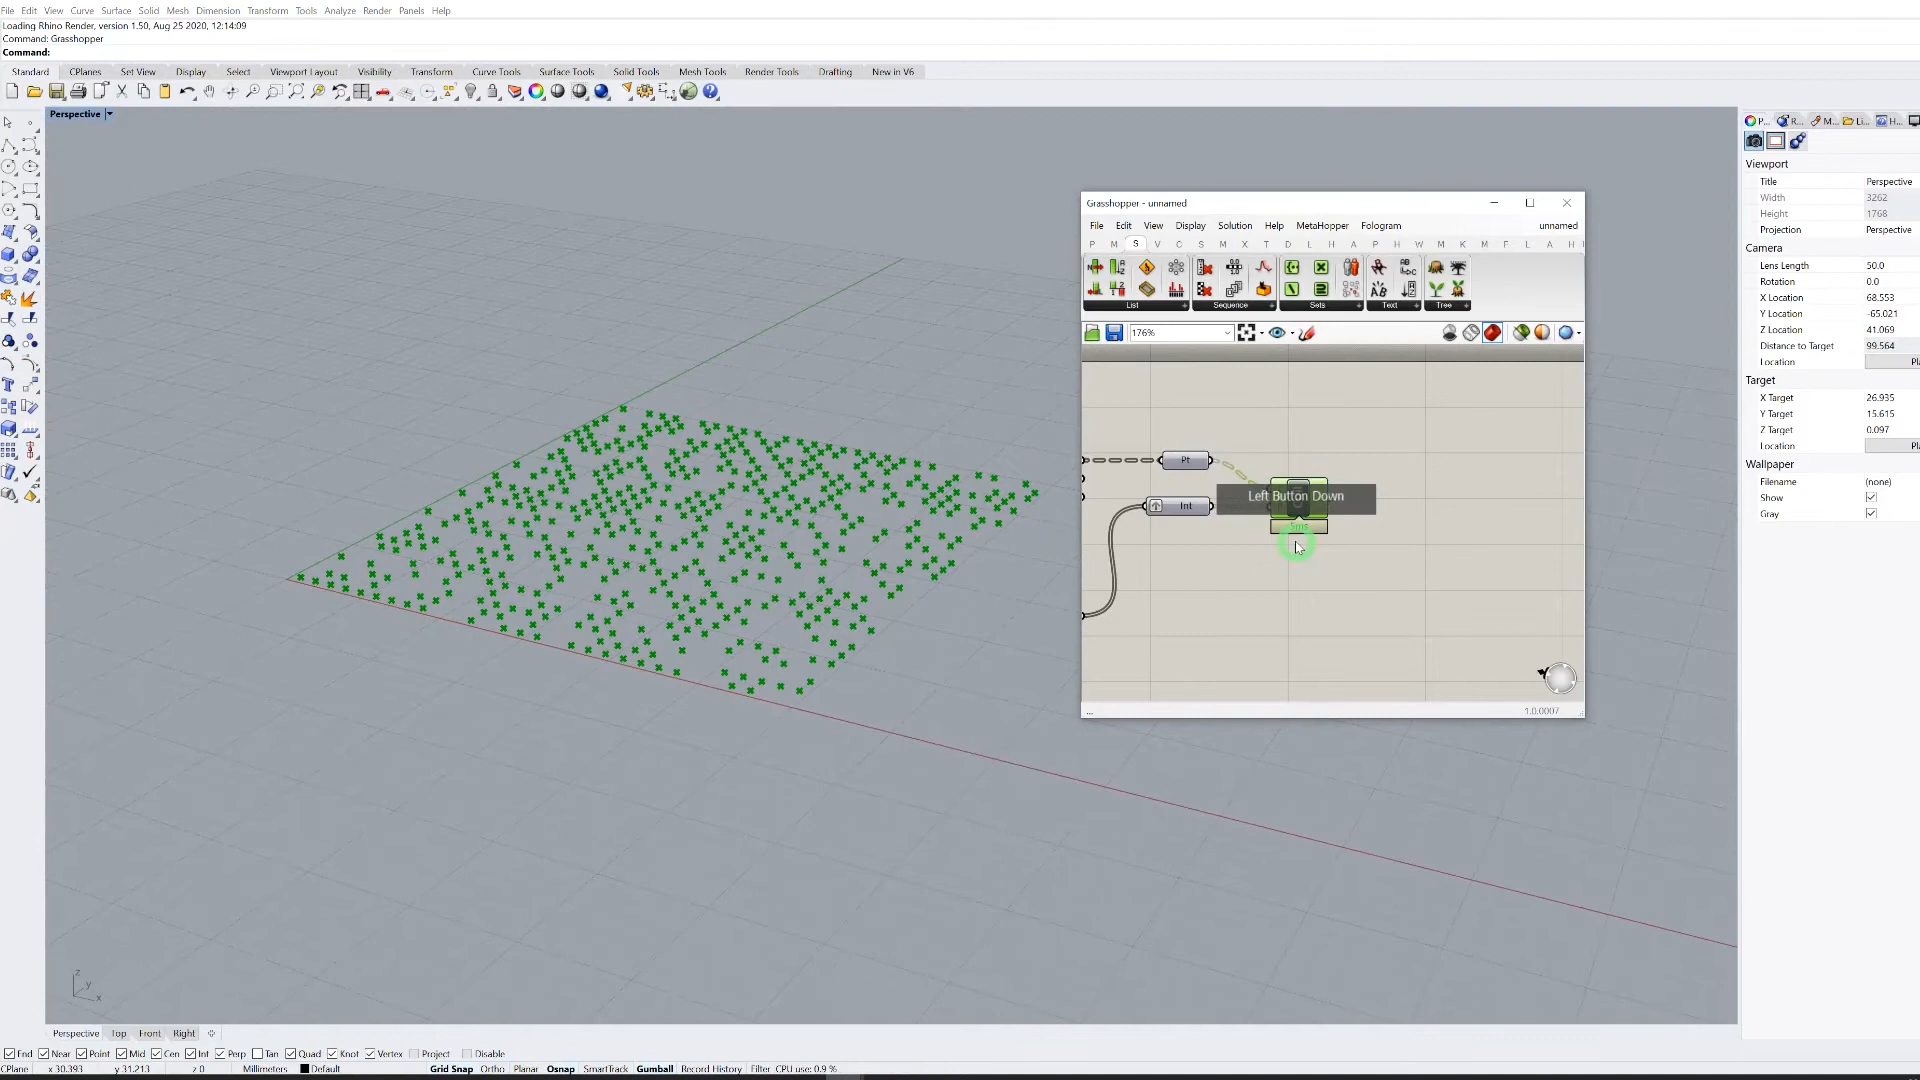 File Edit View Curve Surface Solid Mesh Dimension Transform Tools Analyze Render Panels Help
Loading Rhino Render, version 1.50, Aug 25 2020, 12:14:09
Command: Grasshopper
Command:
Standard CPlanes Set View Display Select Viewport Layout Visibility Transform Curve Tools Surface Tools Solid Tools Mesh Tools Render Tools Drafting New in V6
Perspective
P... R... M... Li... H...
Viewport
Title Perspective
Width 3262
Height 1768
Projection Perspective
Camera
Lens Length 50.0
Rotation 0.0
X Location 68.553
Y Location -65.021
Z Location 41.069
Distance to Target 99.564
Location Pl
Target
X Target 26.935
Y Target 15.615
Z Target 0.097
Location Pl
Wallpaper
Filename (none)
Show
Gray
Grasshopper - unnamed
File Edit View Display Solution Help MetaHopper Fologram unnamed
P M S V C S M X T D L H A P H W M K M F L A H
List Sequence Sets Text Tree
176%
Pt
Int
Left Button Down
5ms
... 1.0.0007
z
y
x
Perspective Top Front Right
End Near Point Mid Cen Int Perp Tan Quad Knot Vertex Project Disable
CPlane x 30.393 y 31.213 z 0 Millimeters Default Grid Snap Ortho Planar Osnap SmartTrack Gumball Record History Filter CPU use: 0.9 %